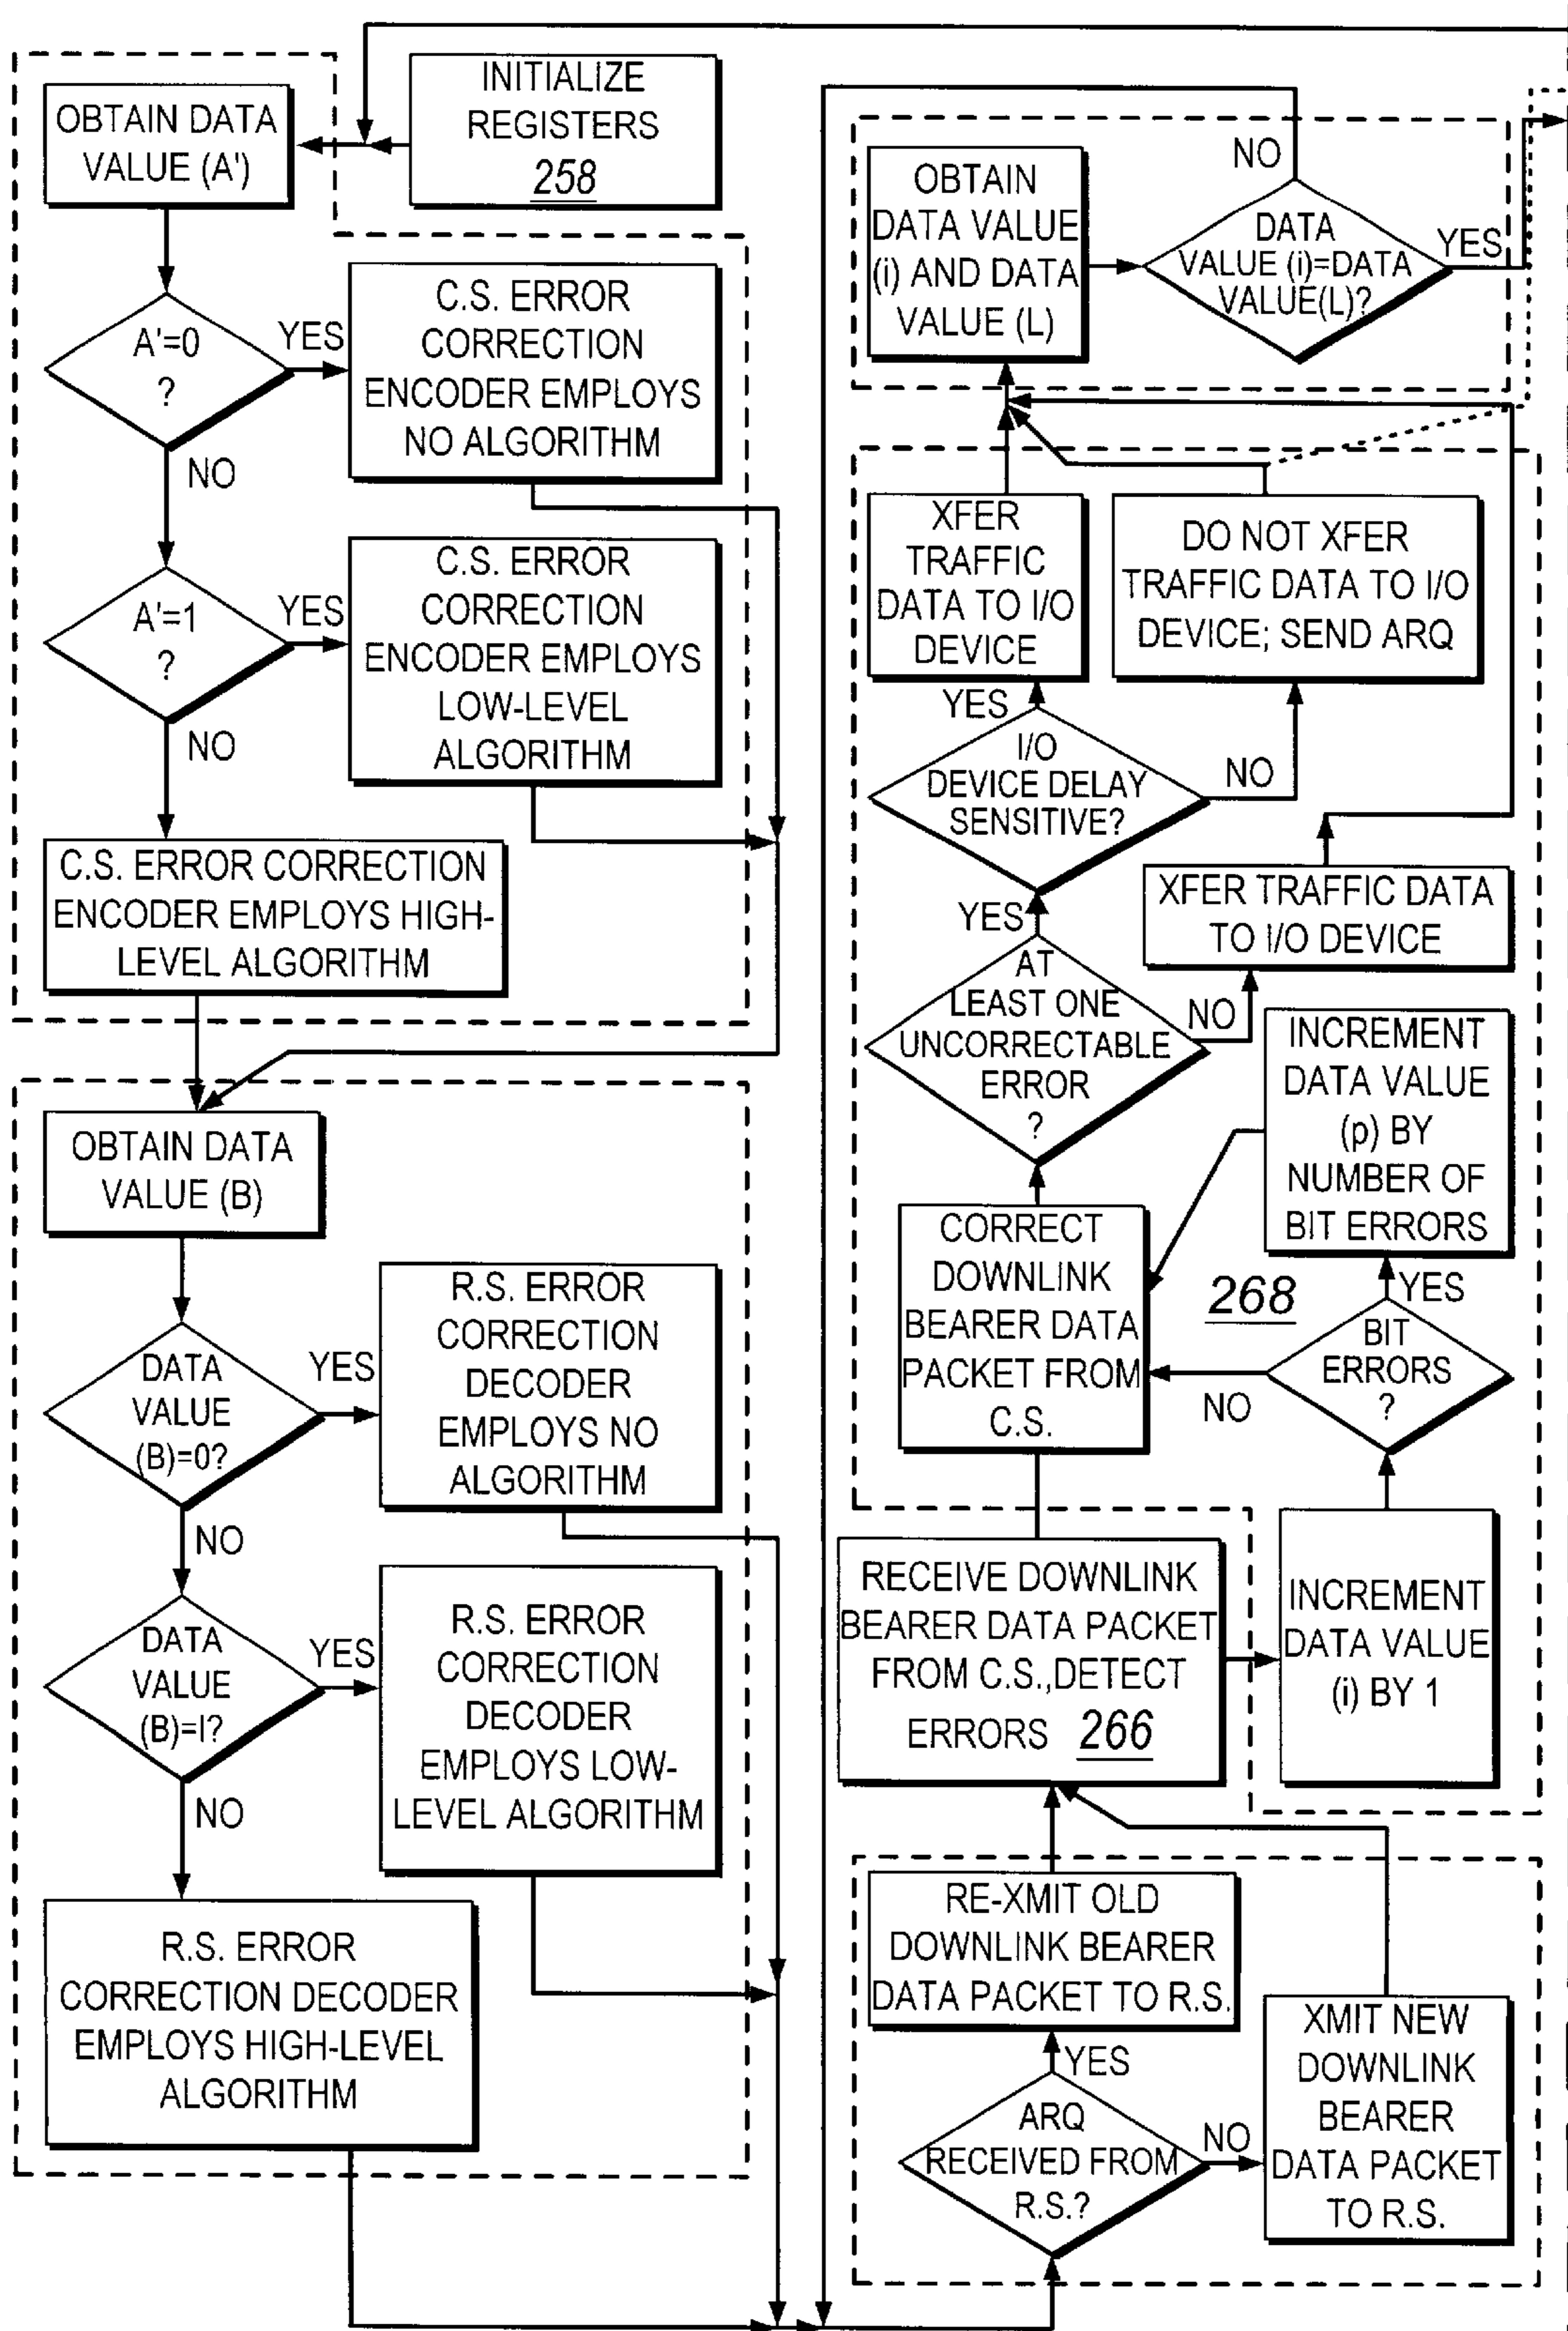 INITIALIZE
REGISTERS
258
OBTAIN DATA
VALUE (A')
A'=0
?
YES
NO
C.S. ERROR
CORRECTION
ENCODER EMPLOYS
NO ALGORITHM
A'=1
?
YES
NO
C.S. ERROR
CORRECTION
ENCODER EMPLOYS
LOW-LEVEL
ALGORITHM
C.S. ERROR CORRECTION
ENCODER EMPLOYS HIGH-
LEVEL ALGORITHM
OBTAIN DATA
VALUE (B)
DATA
VALUE
(B)=0?
YES
NO
R.S. ERROR
CORRECTION
DECODER
EMPLOYS NO
ALGORITHM
DATA
VALUE
(B)=I?
YES
NO
R.S. ERROR
CORRECTION
DECODER
EMPLOYS LOW-
LEVEL ALGORITHM
R.S. ERROR
CORRECTION DECODER
EMPLOYS HIGH-LEVEL
ALGORITHM
OBTAIN
DATA VALUE
(i) AND DATA
VALUE (L)
NO
DATA
VALUE (i)=DATA
VALUE(L)?
YES
XFER
TRAFFIC
DATA TO I/O
DEVICE
DO NOT XFER
TRAFFIC DATA TO I/O
DEVICE; SEND ARQ
YES
I/O
DEVICE DELAY
SENSITIVE?
NO
XFER TRAFFIC DATA
TO I/O DEVICE
YES
AT
LEAST ONE
UNCORRECTABLE
ERROR
?
NO
INCREMENT
DATA VALUE
(p) BY
NUMBER OF
BIT ERRORS
CORRECT
DOWNLINK
BEARER DATA
PACKET FROM
C.S.
268
YES
BIT
ERRORS
?
NO
RECEIVE DOWNLINK
BEARER DATA PACKET
FROM C.S.,DETECT
ERRORS 266
INCREMENT
DATA VALUE
(i) BY 1
RE-XMIT OLD
DOWNLINK BEARER
DATA PACKET TO R.S.
YES
ARQ
RECEIVED FROM
R.S.?
NO
XMIT NEW
DOWNLINK
BEARER
DATA PACKET
TO R.S.